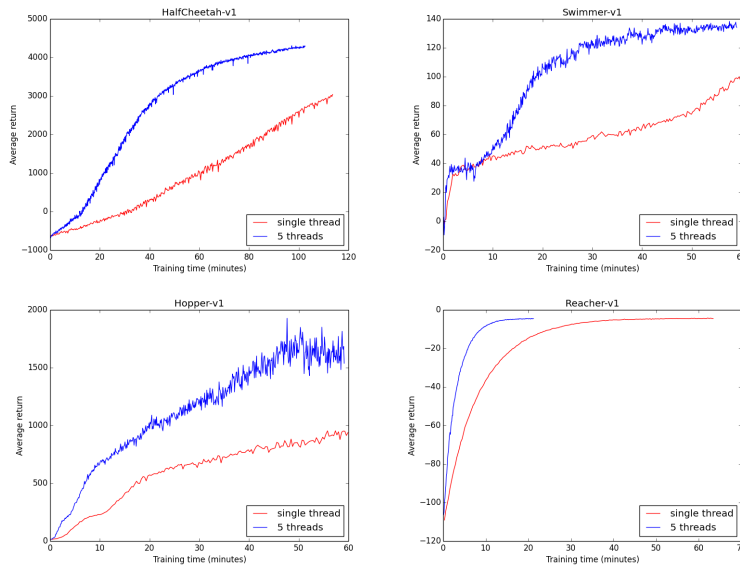 HalfCheetah-v1
5000
4000
3000
2000
1000
0
−1000
Average return
0 20 40 60 80 100 120
Training time (minutes)
single thread
5 threads
Swimmer-v1
140
120
100
80
60
40
20
0
−20
Average return
0 10 20 30 40 50
Training time (minutes)
single thread
5 threads
Hopper-v1
2000
1500
1000
500
0
Average return
0 10 20 30 40 50 60
Training time (minutes)
single thread
5 threads
Reacher-v1
0
−20
−40
−60
−80
−100
−120
Average return
0 10 20 30 40 50 60
Training time (minutes)
single thread
5 threads